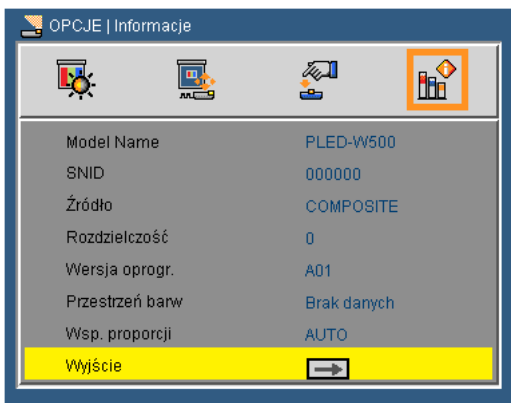 OPCJE | Informacje
Model Name PLED-W500
SNID 000000
Źródło COMPOSITE
Rozdzielczość 0
Wersja oprogr. A01
Przestrzeń barw Brak danych
Wsp. proporcji AUTO
Wyjście